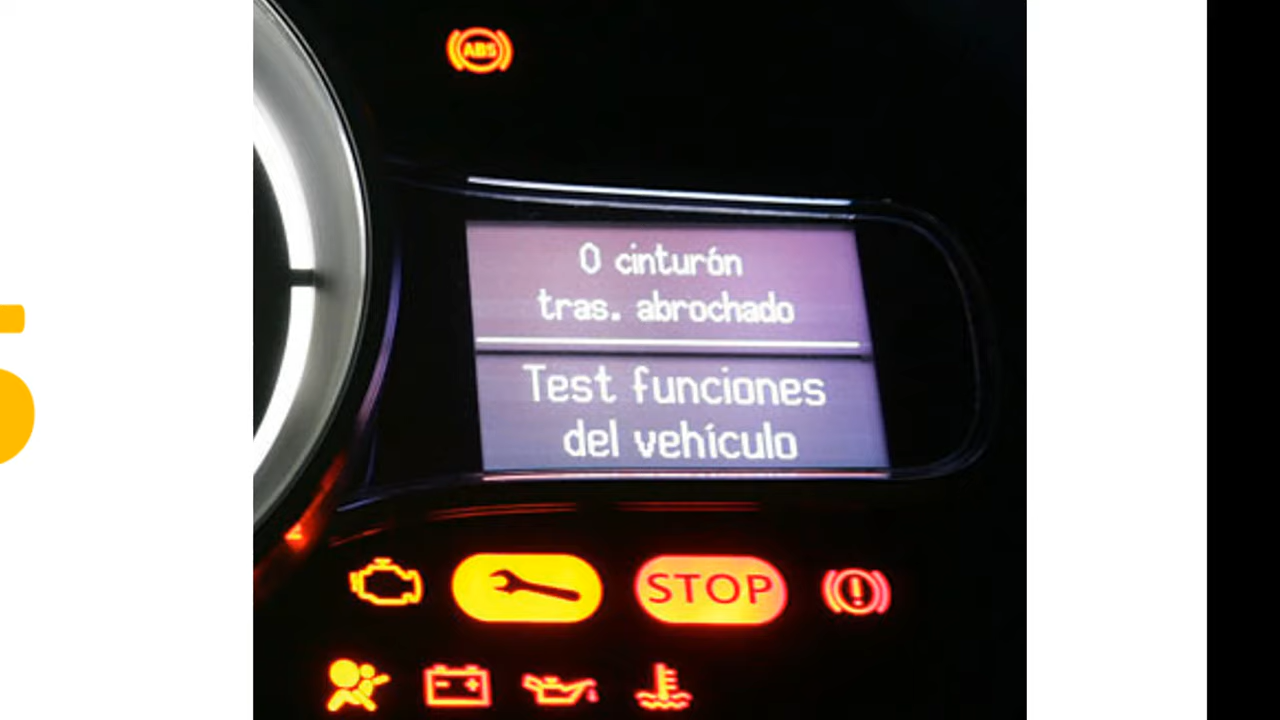 ABS
0 cinturón
tras. abrochado
Test funciones
del vehículo
STOP